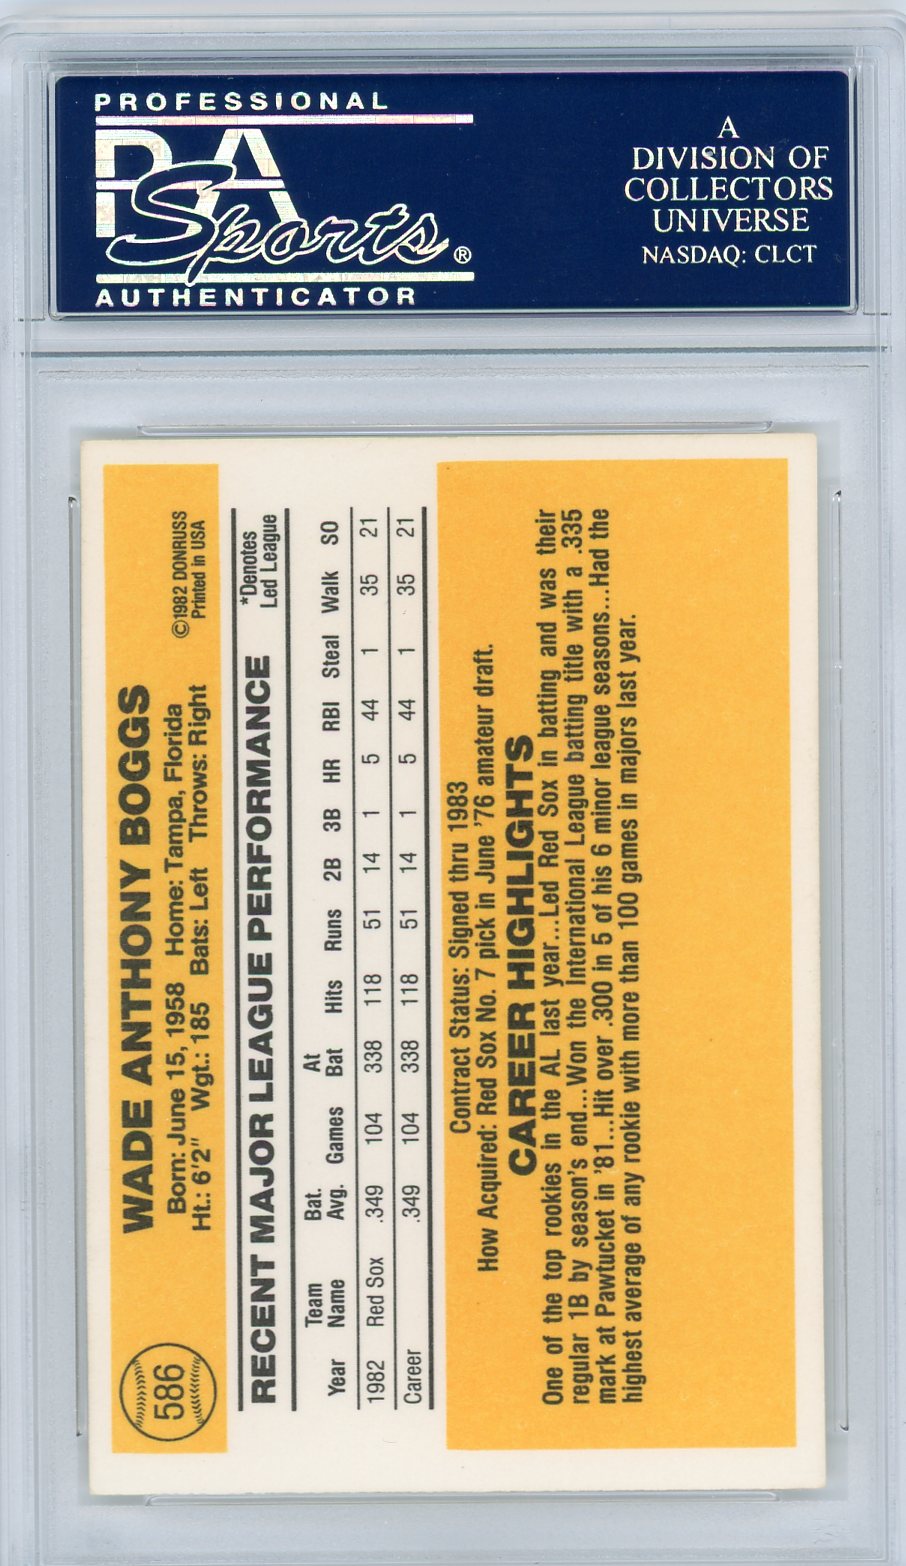 PROFESSIONAL
PSA
Sports®
AUTHENTICATOR
A
DIVISION OF
COLLECTORS
UNIVERSE
NASDAQ: CLCT
586
WADE ANTHONY BOGGS
©1982 DONRUSS
Printed in USA
Born: June 15, 1958 Home: Tampa, Florida
Ht.: 6'2" Wgt.: 185 Bats: Left Throws: Right
RECENT MAJOR LEAGUE PERFORMANCE
*Denotes
Led League
Year Team Name Bat. Avg. Games At Bat Hits Runs 2B 3B HR RBI Steal Walk SO
1982 Red Sox .349 104 338 118 51 14 1 5 44 1 35 21
Career .349 104 338 118 51 14 1 5 44 1 35 21
Contract Status: Signed thru 1983
How Acquired: Red Sox No. 7 pick in June '76 amateur draft.
CAREER HIGHLIGHTS
One of the top rookies in the AL last year...Led Red Sox in batting and was their
regular 1B by season's end...Won the International League batting title with a .335
mark at Pawtucket in '81...Hit over .300 in 5 of his 6 minor league seasons...Had the
highest average of any rookie with more than 100 games in majors last year.